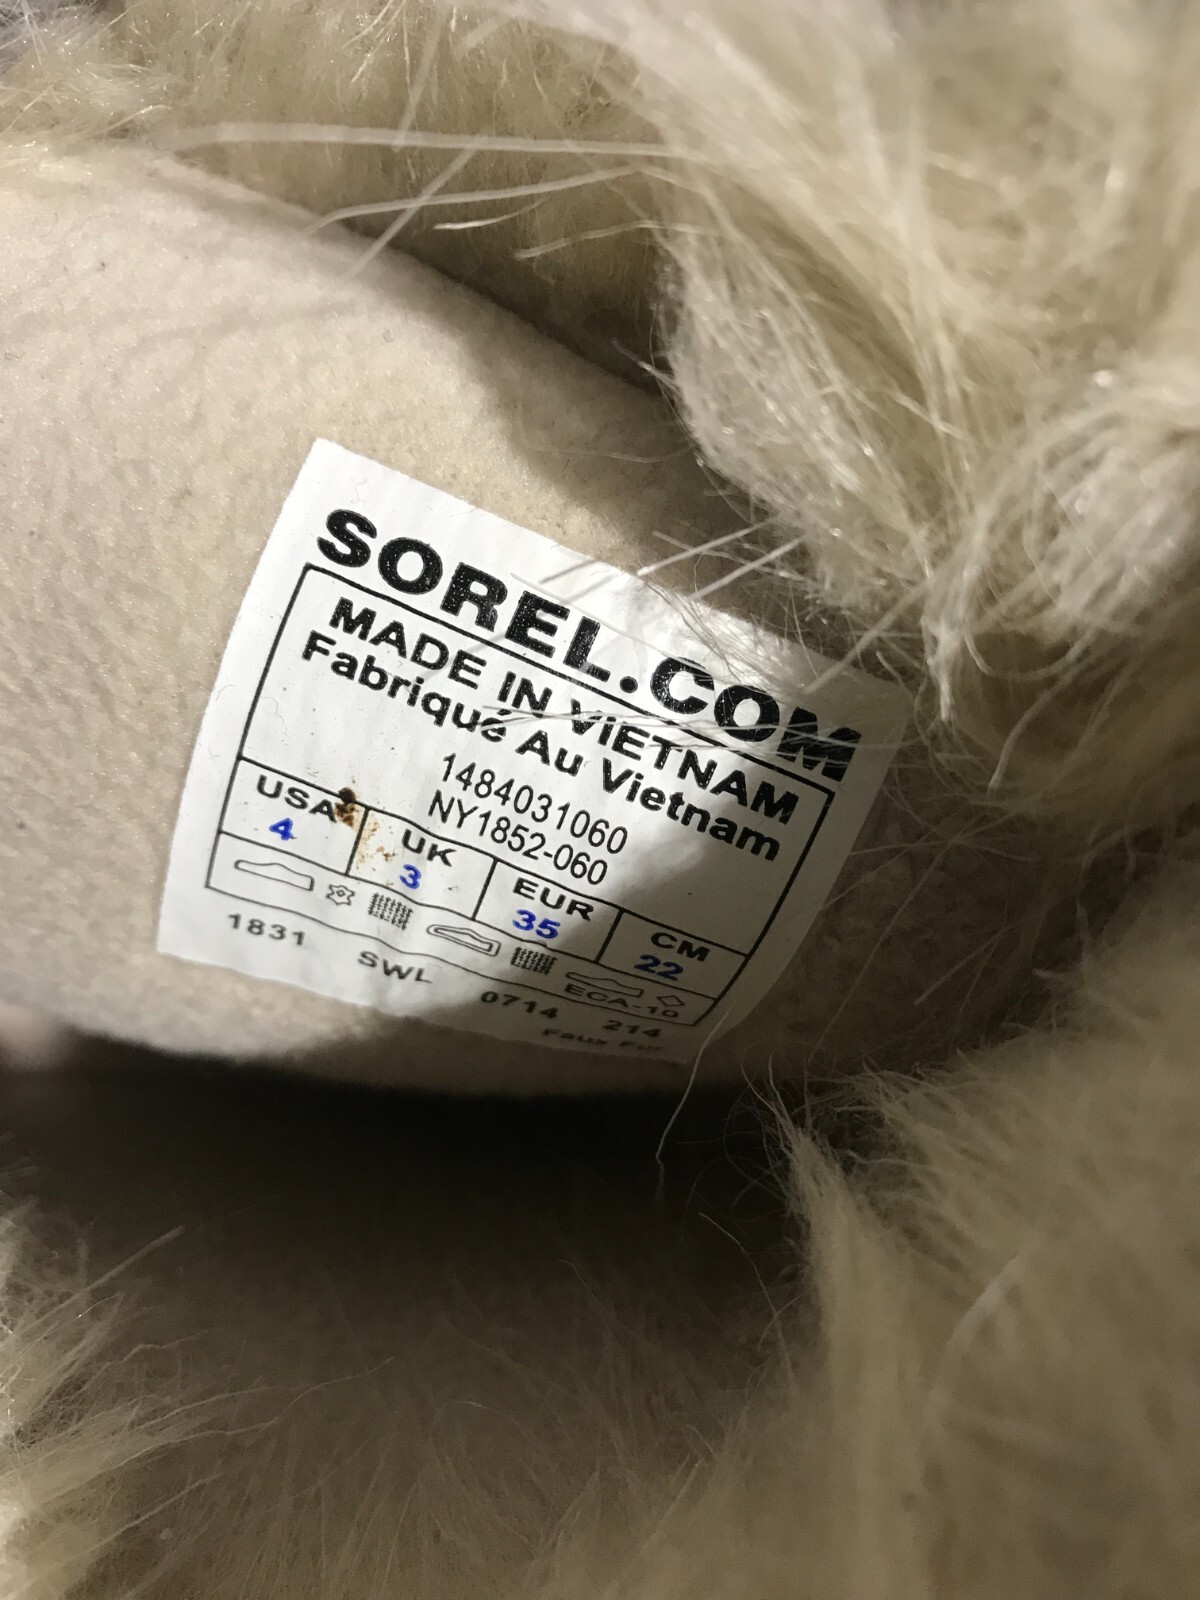 SOREL.COM
MADE IN VIETNAM
Fabriqué Au Vietnam
1484031060
NY1852-060
USA UK EUR CM
4 3 35 22
ECA-10
1831 SWL 0714 214
Faux Fur